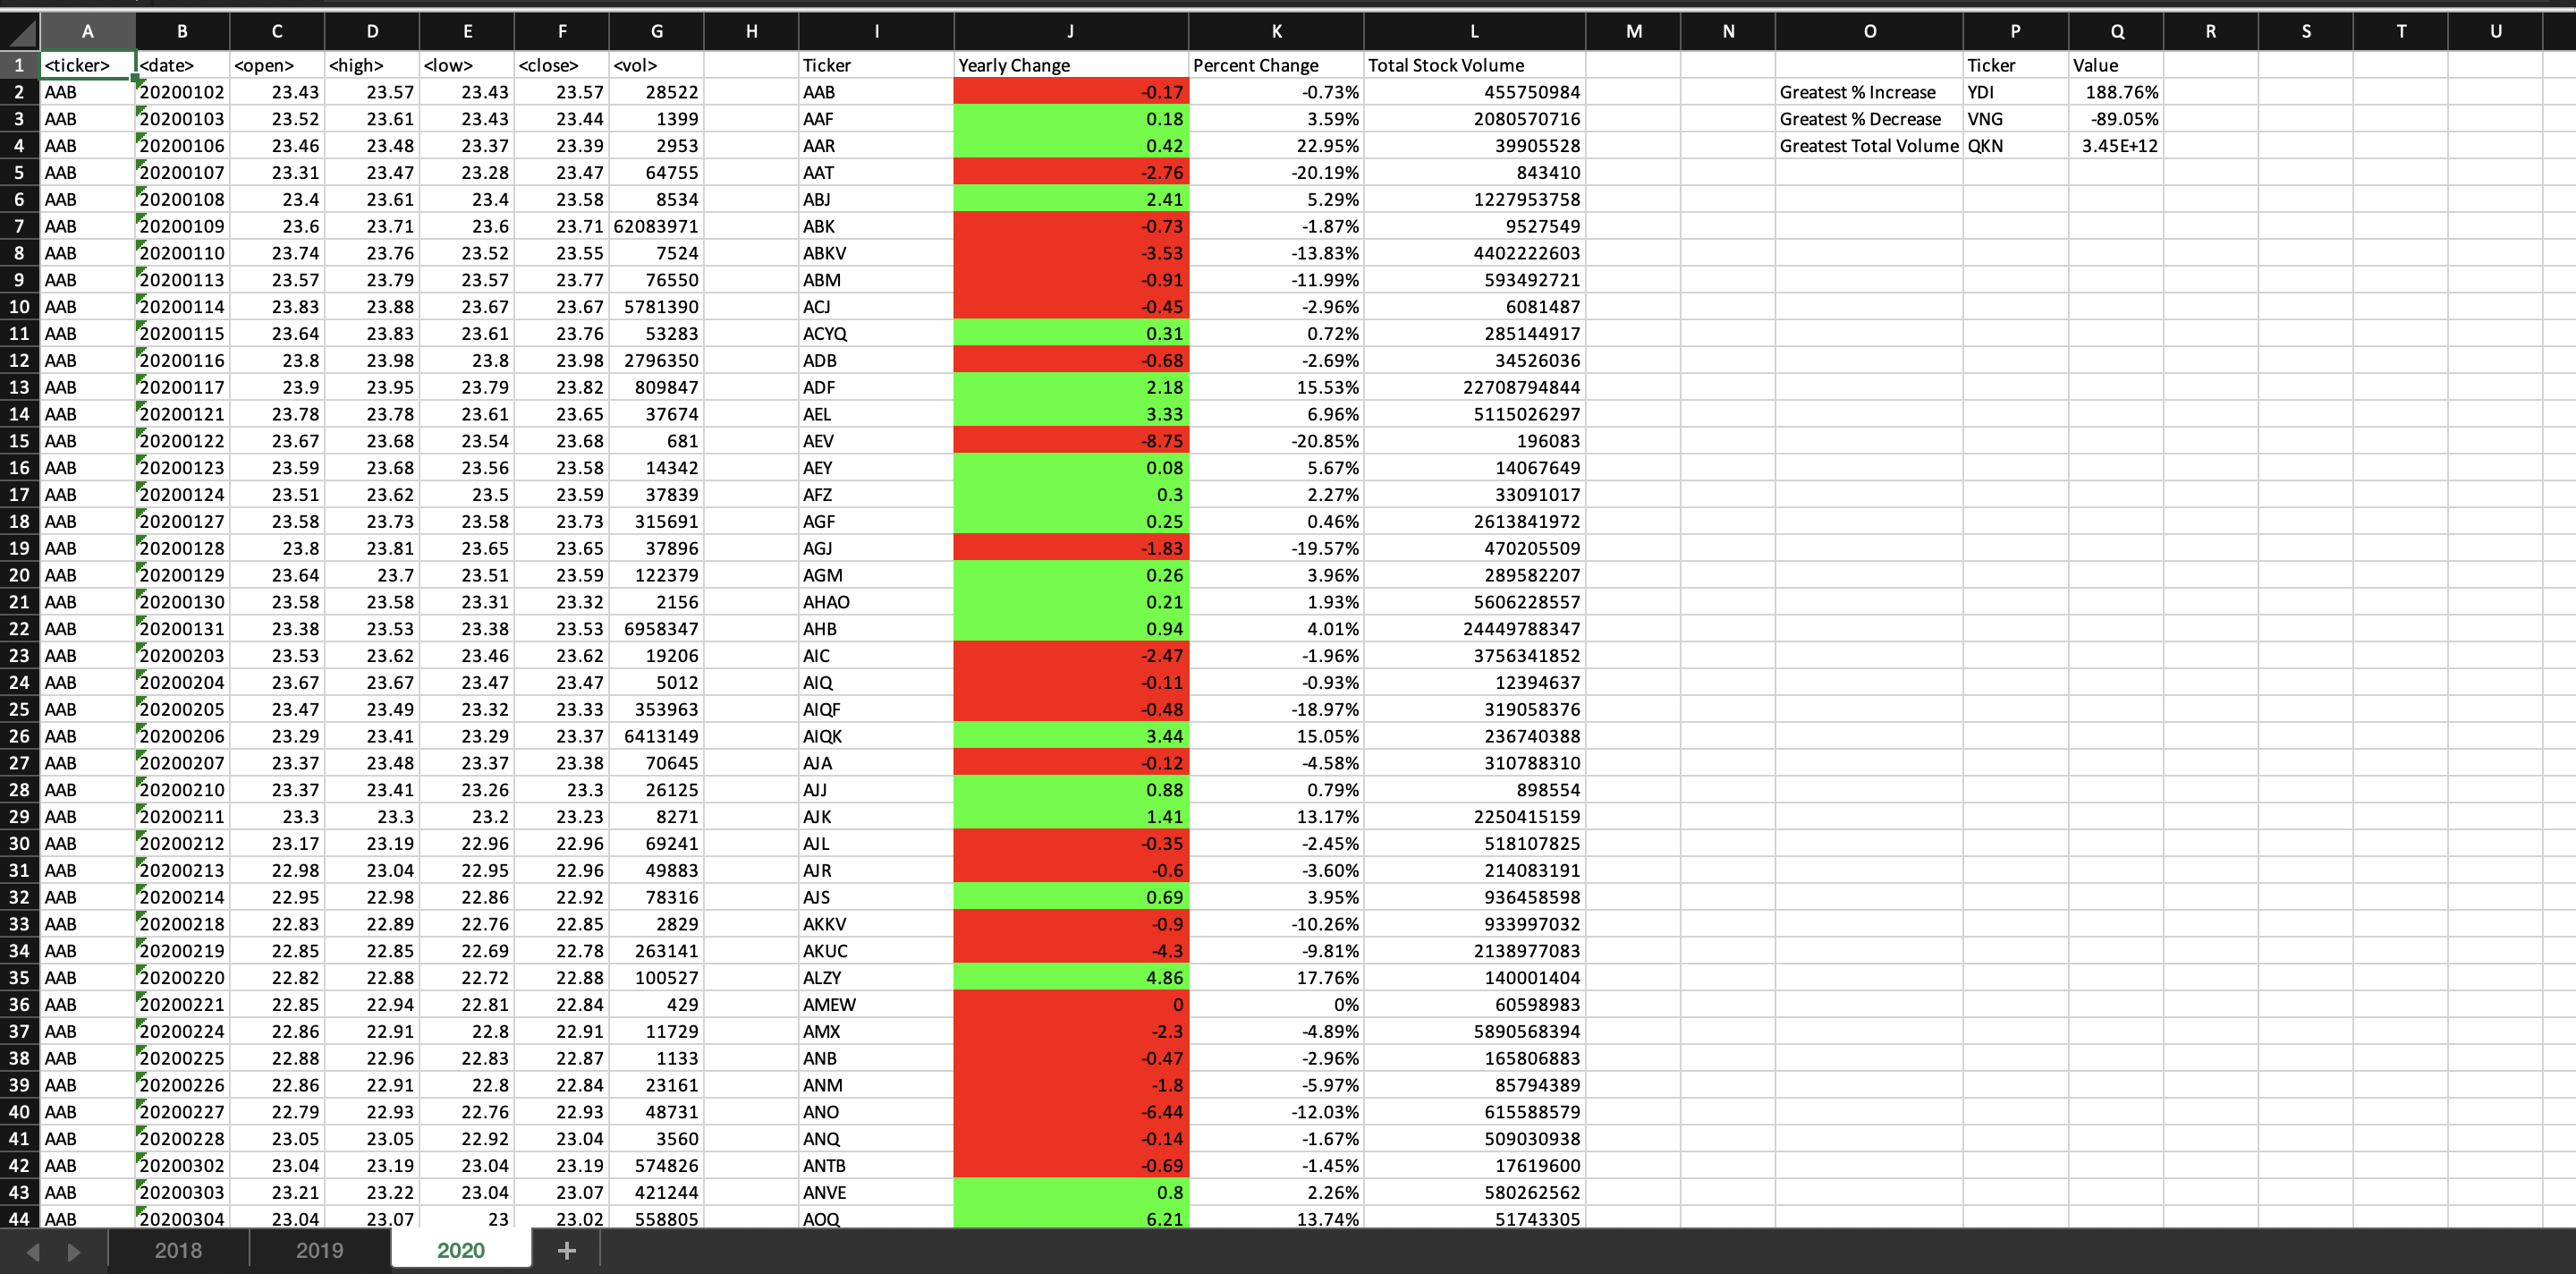 A B C D E F G H I J K L M N O P Q R S T U
1 <ticker> <date> <open> <high> <low> <close> <vol> Ticker Yearly Change Percent Change Total Stock Volume Ticker Value
2 AAB 20200102 23.43 23.57 23.43 23.57 28522 AAB -0.17 -0.73% 455750984 Greatest % Increase YDI 188.76%
3 AAB 20200103 23.52 23.61 23.43 23.44 1399 AAF 0.18 3.59% 2080570716 Greatest % Decrease VNG -89.05%
4 AAB 20200106 23.46 23.48 23.37 23.39 2953 AAR 0.42 22.95% 39905528 Greatest Total Volume QKN 3.45E+12
5 AAB 20200107 23.31 23.47 23.28 23.47 64755 AAT -2.76 -20.19% 843410
6 AAB 20200108 23.4 23.61 23.4 23.58 8534 ABJ 2.41 5.29% 1227953758
7 AAB 20200109 23.6 23.71 23.6 23.71 62083971 ABK -0.73 -1.87% 9527549
8 AAB 20200110 23.74 23.76 23.52 23.55 7524 ABKV -3.53 -13.83% 4402222603
9 AAB 20200113 23.57 23.79 23.57 23.77 76550 ABM -0.91 -11.99% 593492721
10 AAB 20200114 23.83 23.88 23.67 23.67 5781390 ACJ -0.45 -2.96% 6081487
11 AAB 20200115 23.64 23.83 23.61 23.76 53283 ACYQ 0.31 0.72% 285144917
12 AAB 20200116 23.8 23.98 23.8 23.98 2796350 ADB -0.68 -2.69% 34526036
13 AAB 20200117 23.9 23.95 23.79 23.82 809847 ADF 2.18 15.53% 22708794844
14 AAB 20200121 23.78 23.78 23.61 23.65 37674 AEL 3.33 6.96% 5115026297
15 AAB 20200122 23.67 23.68 23.54 23.68 681 AEV -8.75 -20.85% 196083
16 AAB 20200123 23.59 23.68 23.56 23.58 14342 AEY 0.08 5.67% 14067649
17 AAB 20200124 23.51 23.62 23.5 23.59 37839 AFZ 0.3 2.27% 33091017
18 AAB 20200127 23.58 23.73 23.58 23.73 315691 AGF 0.25 0.46% 2613841972
19 AAB 20200128 23.8 23.81 23.65 23.65 37896 AGJ -1.83 -19.57% 470205509
20 AAB 20200129 23.64 23.7 23.51 23.59 122379 AGM 0.26 3.96% 289582207
21 AAB 20200130 23.58 23.58 23.31 23.32 2156 AHAO 0.21 1.93% 5606228557
22 AAB 20200131 23.38 23.53 23.38 23.53 6958347 AHB 0.94 4.01% 24449788347
23 AAB 20200203 23.53 23.62 23.46 23.62 19206 AIC -2.47 -1.96% 3756341852
24 AAB 20200204 23.67 23.67 23.47 23.47 5012 AIQ -0.11 -0.93% 12394637
25 AAB 20200205 23.47 23.49 23.32 23.33 353963 AIQF -0.48 -18.97% 319058376
26 AAB 20200206 23.29 23.41 23.29 23.37 6413149 AIQK 3.44 15.05% 236740388
27 AAB 20200207 23.37 23.48 23.37 23.38 70645 AJA -0.12 -4.58% 310788310
28 AAB 20200210 23.37 23.41 23.26 23.3 26125 AJJ 0.88 0.79% 898554
29 AAB 20200211 23.3 23.3 23.2 23.23 8271 AJK 1.41 13.17% 2250415159
30 AAB 20200212 23.17 23.19 22.96 22.96 69241 AJL -0.35 -2.45% 518107825
31 AAB 20200213 22.98 23.04 22.95 22.96 49883 AJR -0.6 -3.60% 214083191
32 AAB 20200214 22.95 22.98 22.86 22.92 78316 AJS 0.69 3.95% 936458598
33 AAB 20200218 22.83 22.89 22.76 22.85 2829 AKKV -0.9 -10.26% 933997032
34 AAB 20200219 22.85 22.85 22.69 22.78 263141 AKUC -4.3 -9.81% 2138977083
35 AAB 20200220 22.82 22.88 22.72 22.88 100527 ALZY 4.86 17.76% 140001404
36 AAB 20200221 22.85 22.94 22.81 22.84 429 AMEW 0 0% 60598983
37 AAB 20200224 22.86 22.91 22.8 22.91 11729 AMX -2.3 -4.89% 5890568394
38 AAB 20200225 22.88 22.96 22.83 22.87 1133 ANB -0.47 -2.96% 165806883
39 AAB 20200226 22.86 22.91 22.8 22.84 23161 ANM -1.8 -5.97% 85794389
40 AAB 20200227 22.79 22.93 22.76 22.93 48731 ANO -6.44 -12.03% 615588579
41 AAB 20200228 23.05 23.05 22.92 23.04 3560 ANQ -0.14 -1.67% 509030938
42 AAB 20200302 23.04 23.19 23.04 23.19 574826 ANTB -0.69 -1.45% 17619600
43 AAB 20200303 23.21 23.22 23.04 23.07 421244 ANVE 0.8 2.26% 580262562
44 AAB 20200304 23.04 23.07 23 23.02 558805 AOQ 6.21 13.74% 51743305
2018 2019 2020 +